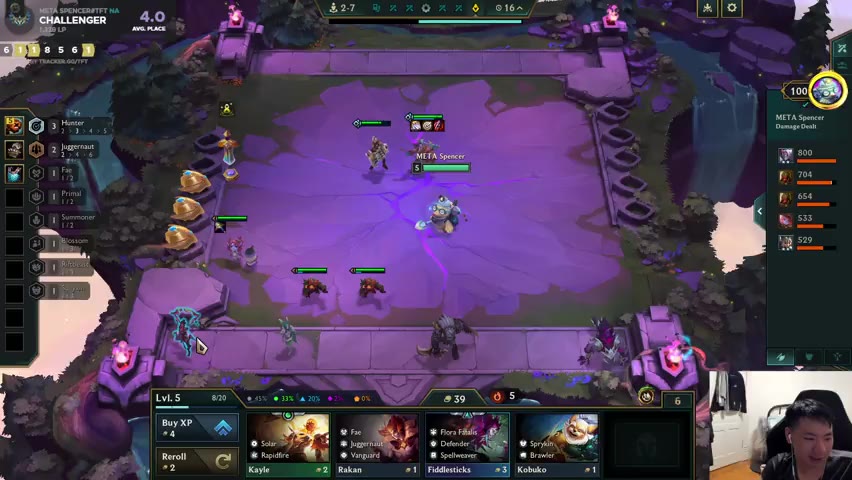 META SPENCER#TFT NA
CHALLENGER
4.0
AVG. PLACE
6 1 1 8 5 6 1
2-7
16
100
META Spencer
Damage Dealt
800
704
654
533
529
3 Hunter
2 > 3 > 4 > 5
2 Juggernaut
2 > 4 > 6
1 Fae
1 / 2
1 Primal
1 / 2
1 Summoner
1 / 2
1 Blossom
1
1
META Spencer
5
Lvl. 5
8/20
45%
33%
20%
2%
0%
39
5
6
Buy XP
4
Reroll
2
Solar
Rapidfire
Kayle 2
Fae
Juggernaut
Vanguard
Rakan 1
Flora Fatalis
Defender
Spellweaver
Fiddlesticks 3
Sprykin
Brawler
Kobuko 1